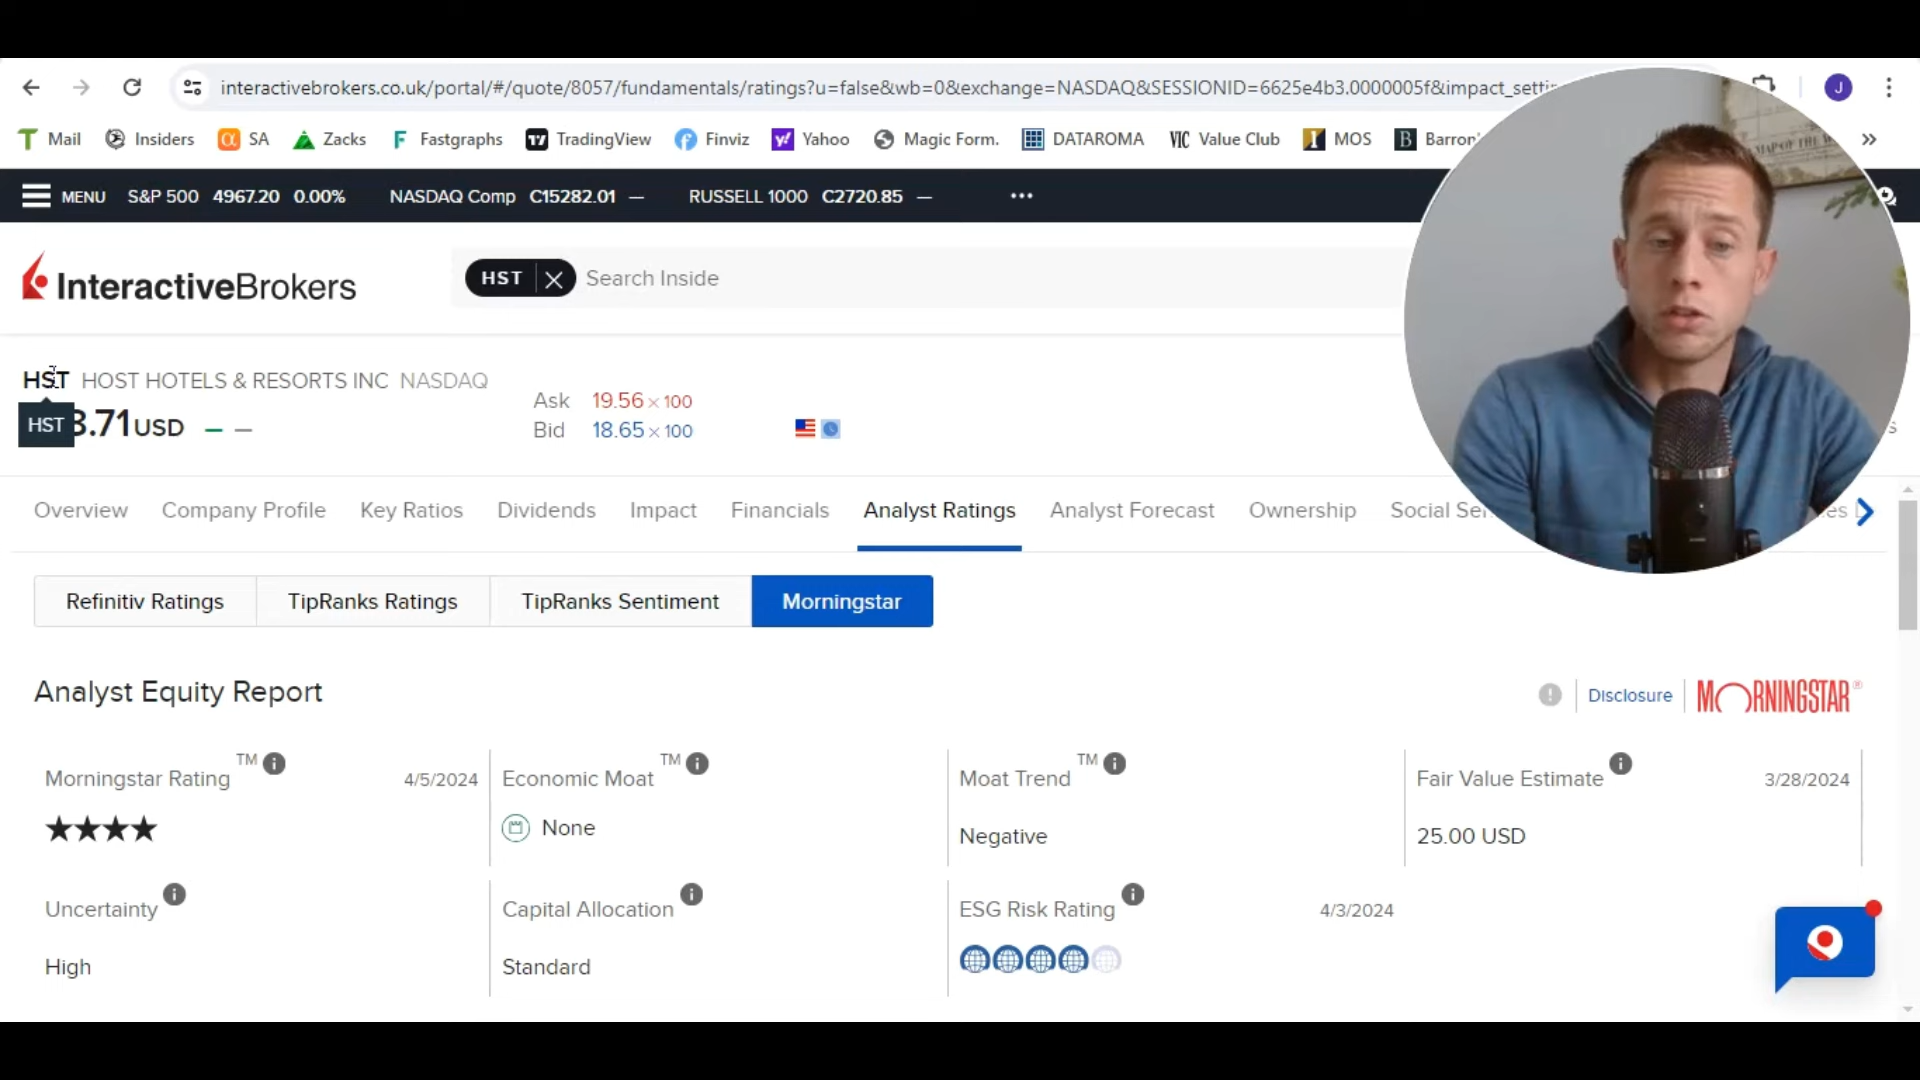 interactivebrokers.co.uk/portal/#/quote/8057/fundamentals/ratings?u=false&wb=0&exchange=NASDAQ&SESSIONID=6625e4b3.0000005f&impact_setti
J
Mail Insiders SA Zacks Fastgraphs TradingView Finviz Yahoo Magic Form. DATAROMA VIC Value Club MOS Barron'
MENU S&P 500 4967.20 0.00% NASDAQ Comp C15282.01 — RUSSELL 1000 C2720.85 — •••
InteractiveBrokers
HST Search Inside
HST HOST HOTELS & RESORTS INC NASDAQ
HST
3.71 USD
Ask 19.56 × 100
Bid 18.65 × 100
Overview Company Profile Key Ratios Dividends Impact Financials Analyst Ratings Analyst Forecast Ownership Social Se
Refinitiv Ratings TipRanks Ratings TipRanks Sentiment Morningstar
Analyst Equity Report
Disclosure MORNINGSTAR®
Morningstar Rating ™ 4/5/2024
★★★★
Economic Moat ™
None
Moat Trend ™
Negative
Fair Value Estimate 3/28/2024
25.00 USD
Uncertainty
High
Capital Allocation
Standard
ESG Risk Rating 4/3/2024